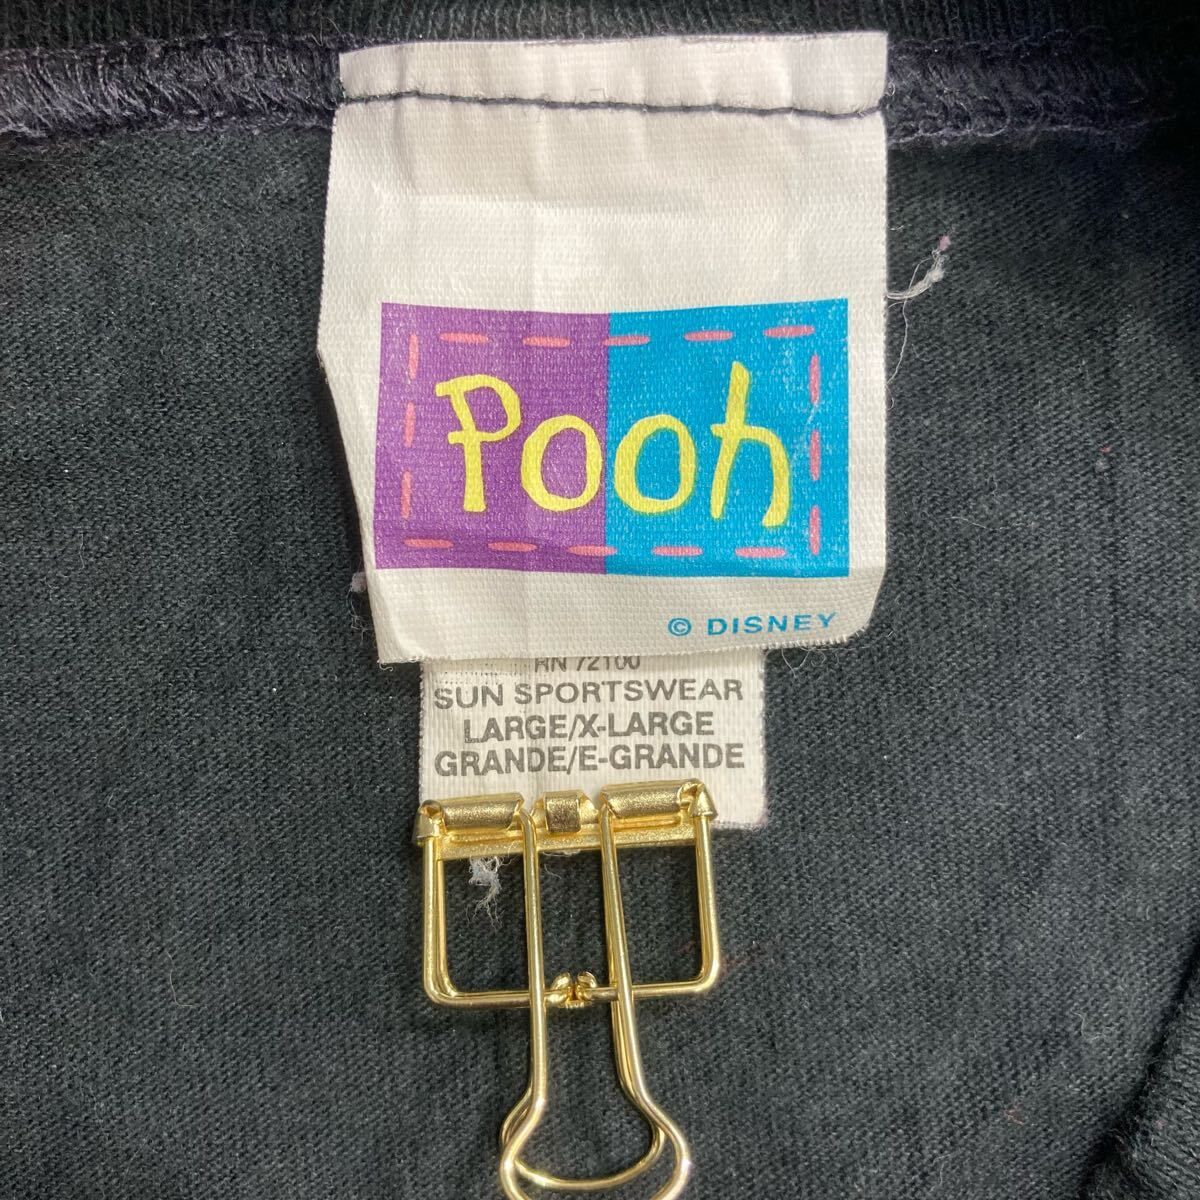 Pooh
© DISNEY
RN 72100
SUN SPORTSWEAR
LARGE/X-LARGE
GRANDE/E-GRANDE